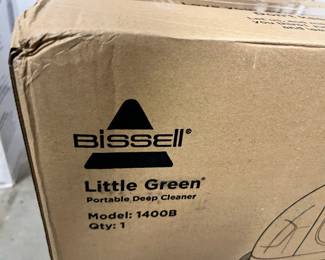 BISSELL®
Little Green®
Portable Deep Cleaner
Model: 1400B
Qty: 1